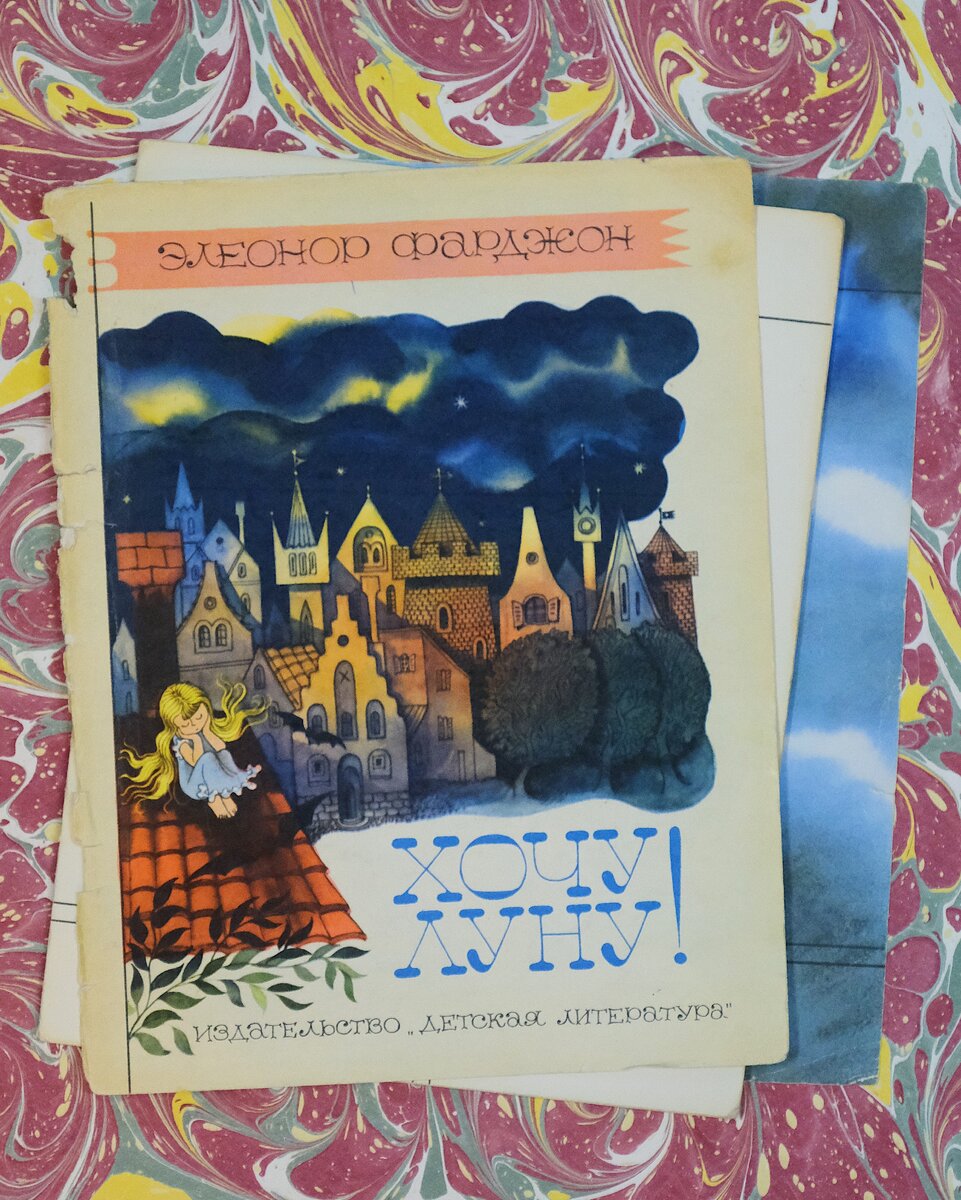 ЭЛЕОНОР ФАРДЖОН
ХОЧУ
ЛУНУ!
ИЗДАТЕЛЬСТВО „ДЕТСКАЯ ЛИТЕРАТУРА"